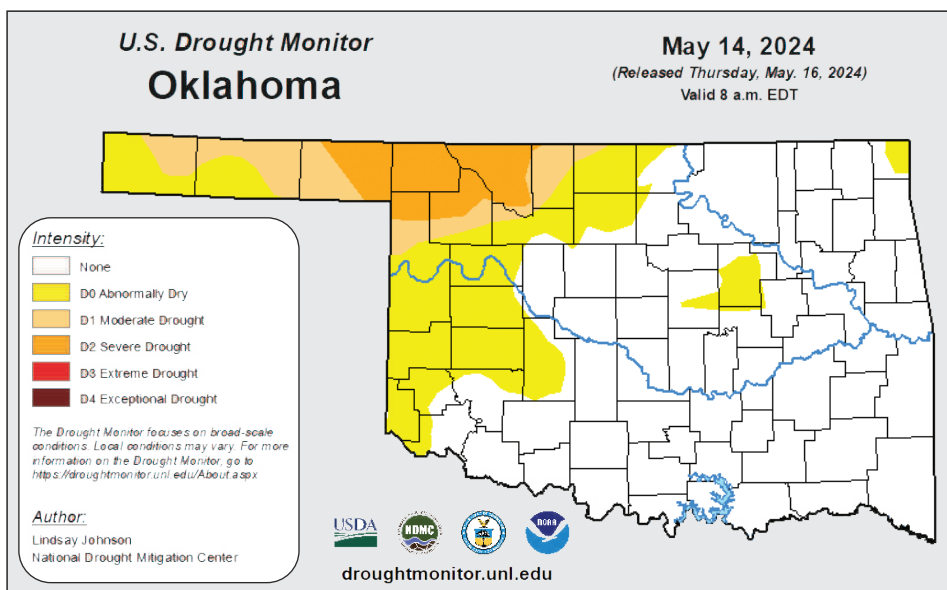 U.S. Drought Monitor
Oklahoma
May 14, 2024
(Released Thursday, May. 16, 2024)
Valid 8 a.m. EDT
Intensity:
None
D0 Abnormally Dry
D1 Moderate Drought
D2 Severe Drought
D3 Extreme Drought
D4 Exceptional Drought
The Drought Monitor focuses on broad-scale
conditions. Local conditions may vary. For more
information on the Drought Monitor, go to
https://droughtmonitor.unl.edu/About.aspx
Author:
Lindsay Johnson
National Drought Mitigation Center
USDA
NDMC
NOAA
droughtmonitor.unl.edu